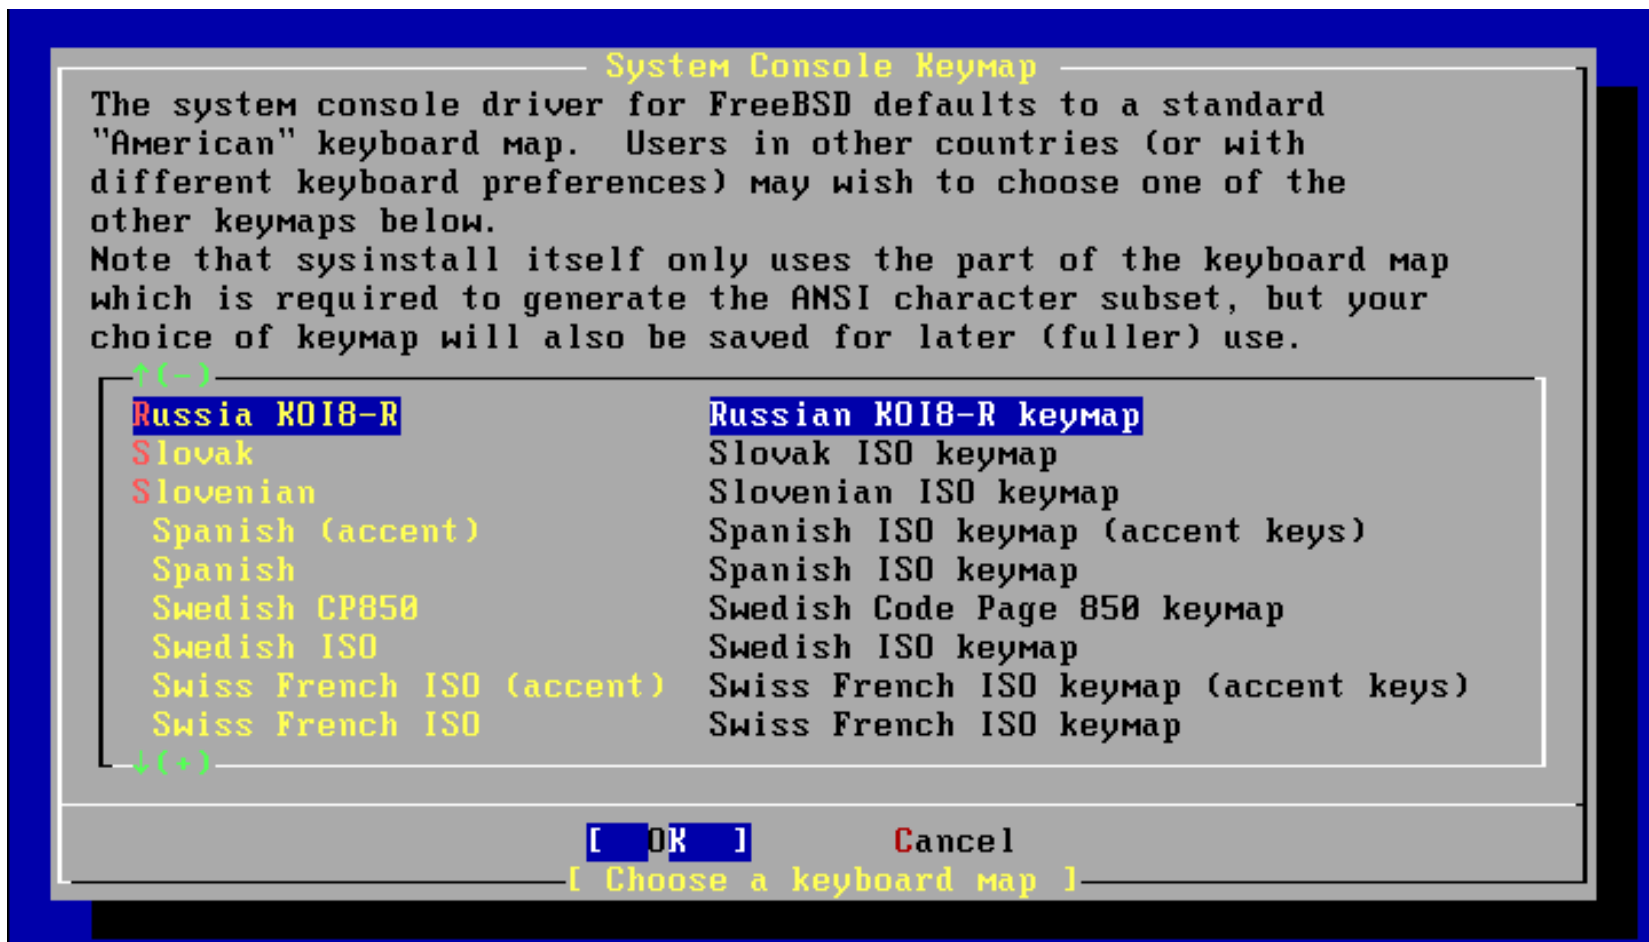 System Console Keymap
The system console driver for FreeBSD defaults to a standard
"American" keyboard map.  Users in other countries (or with
different keyboard preferences) may wish to choose one of the
other keymaps below.
Note that sysinstall itself only uses the part of the keyboard map
which is required to generate the ANSI character subset, but your
choice of keymap will also be saved for later (fuller) use.
↑(-)
Russia KOI8-R Russian KOI8-R keymap
Slovak Slovak ISO keymap
Slovenian Slovenian ISO keymap
Spanish (accent) Spanish ISO keymap (accent keys)
Spanish Spanish ISO keymap
Swedish CP850 Swedish Code Page 850 keymap
Swedish ISO Swedish ISO keymap
Swiss French ISO (accent) Swiss French ISO keymap (accent keys)
Swiss French ISO Swiss French ISO keymap
↓(+)
[ OK ] Cancel
[ Choose a keyboard map ]